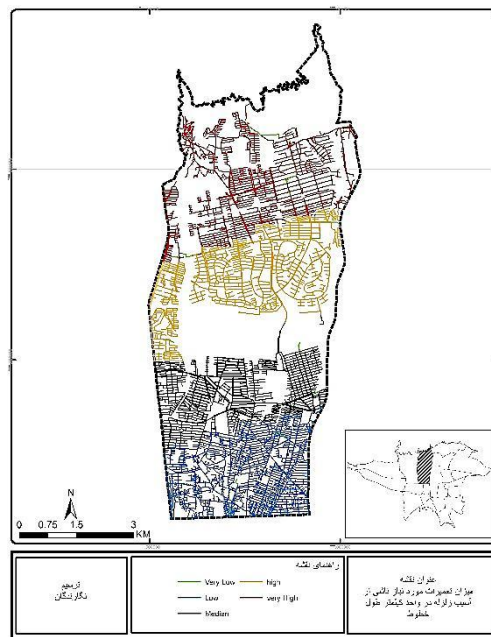 N
0 0.75 1.5 3
KM
راهنمای نقشه
Very Low
high
Low
very High
Median
ترسیم
نگارندگان
عنوان نقشه
میزان تعمیرات مورد نیاز ناشی از
آسیب زلزله در واحد کیلومتر طول
خطوط